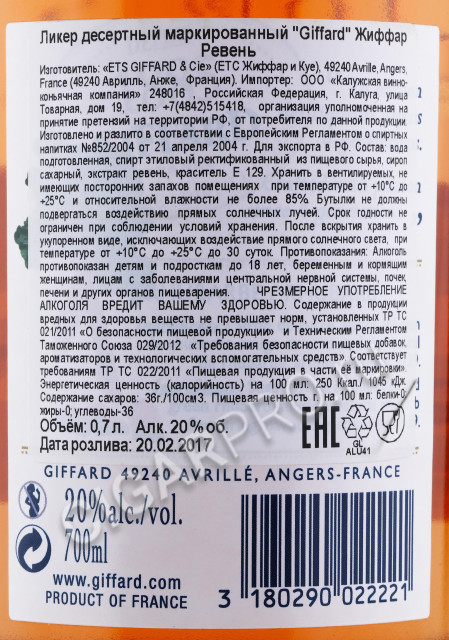 Ликер десертный маркированный "Giffard" Жиффар
Ревень
Изготовитель: «ETS GIFFARD & Cie» (ЕТС Жиффар и Куе), 49240 Avrille, Angers,
France (49240 Аврилль, Анже, Франция). Импортер: ООО «Калужская вино-
коньячная компания" 248016 , Российская Федерация, г. Калуга, улица
Товарная, дом 19, тел: +7(4842)515418, организация уполномоченная на
принятие претензий на территории РФ, от потребителя по данной продукции.
Изготовлено и разлито в соответствии с Европейским Регламентом о спиртных
напитках №852/2004 от 21 апреля 2004 г. Для экспорта в РФ. Состав: вода
подготовленная, спирт этиловый ректификованный из пищевого сырья, сироп
сахарный, экстракт ревень, краситель Е 129. Хранить в вентилируемых, не
имеющих посторонних запахов помещениях при температуре от +10°С до
+25°С и относительной влажности не более 85%. Бутылки не должны
подвергаться воздействию прямых солнечных лучей. Срок годности не
ограничен при соблюдении условий хранения. После вскрытия хранить в
укупоренном виде, исключающих воздействие прямого солнечного света, при
температуре от +10°С до +25°С до 30 суток. Противопоказания: Алкоголь
противопоказан детям и подросткам до 18 лет, беременным и кормящим
женщинам, лицам с заболеваниями центральной нервной системы, почек,
печени и других органов пищеварения. ЧРЕЗМЕРНОЕ УПОТРЕБЛЕНИЕ
АЛКОГОЛЯ ВРЕДИТ ВАШЕМУ ЗДОРОВЬЮ. Содержание в продукции
вредных для здоровья веществ не превышает норм, установленных ТР ТС
021/2011 «О безопасности пищевой продукции» и Техническим Регламентом
Таможенного Союза 029/2012 «Требования безопасности пищевых добавок,
ароматизаторов и технологических вспомогательных средств». Соответствует
требованиям ТР ТС 022/2011 «Пищевая продукция в части её маркировки».
Энергетическая ценность (калорийность) на 100 мл: 250 Ккал./ 1045 Дж.
Содержание сахаров: 36г./100см3. Пищевая ценность г. на 100 мл: белки-0;
жиры-0; углеводы-36
Объём: 0,7 л. Алк. 20% об.
Дата розлива: 20.02.2017
EAC
GL
ALU41
GIFFARD 49240 AVRILLÉ, ANGERS-FRANCE
20%alc./vol.
700ml
www.giffard.com
PRODUCT OF FRANCE
3 180290 022221